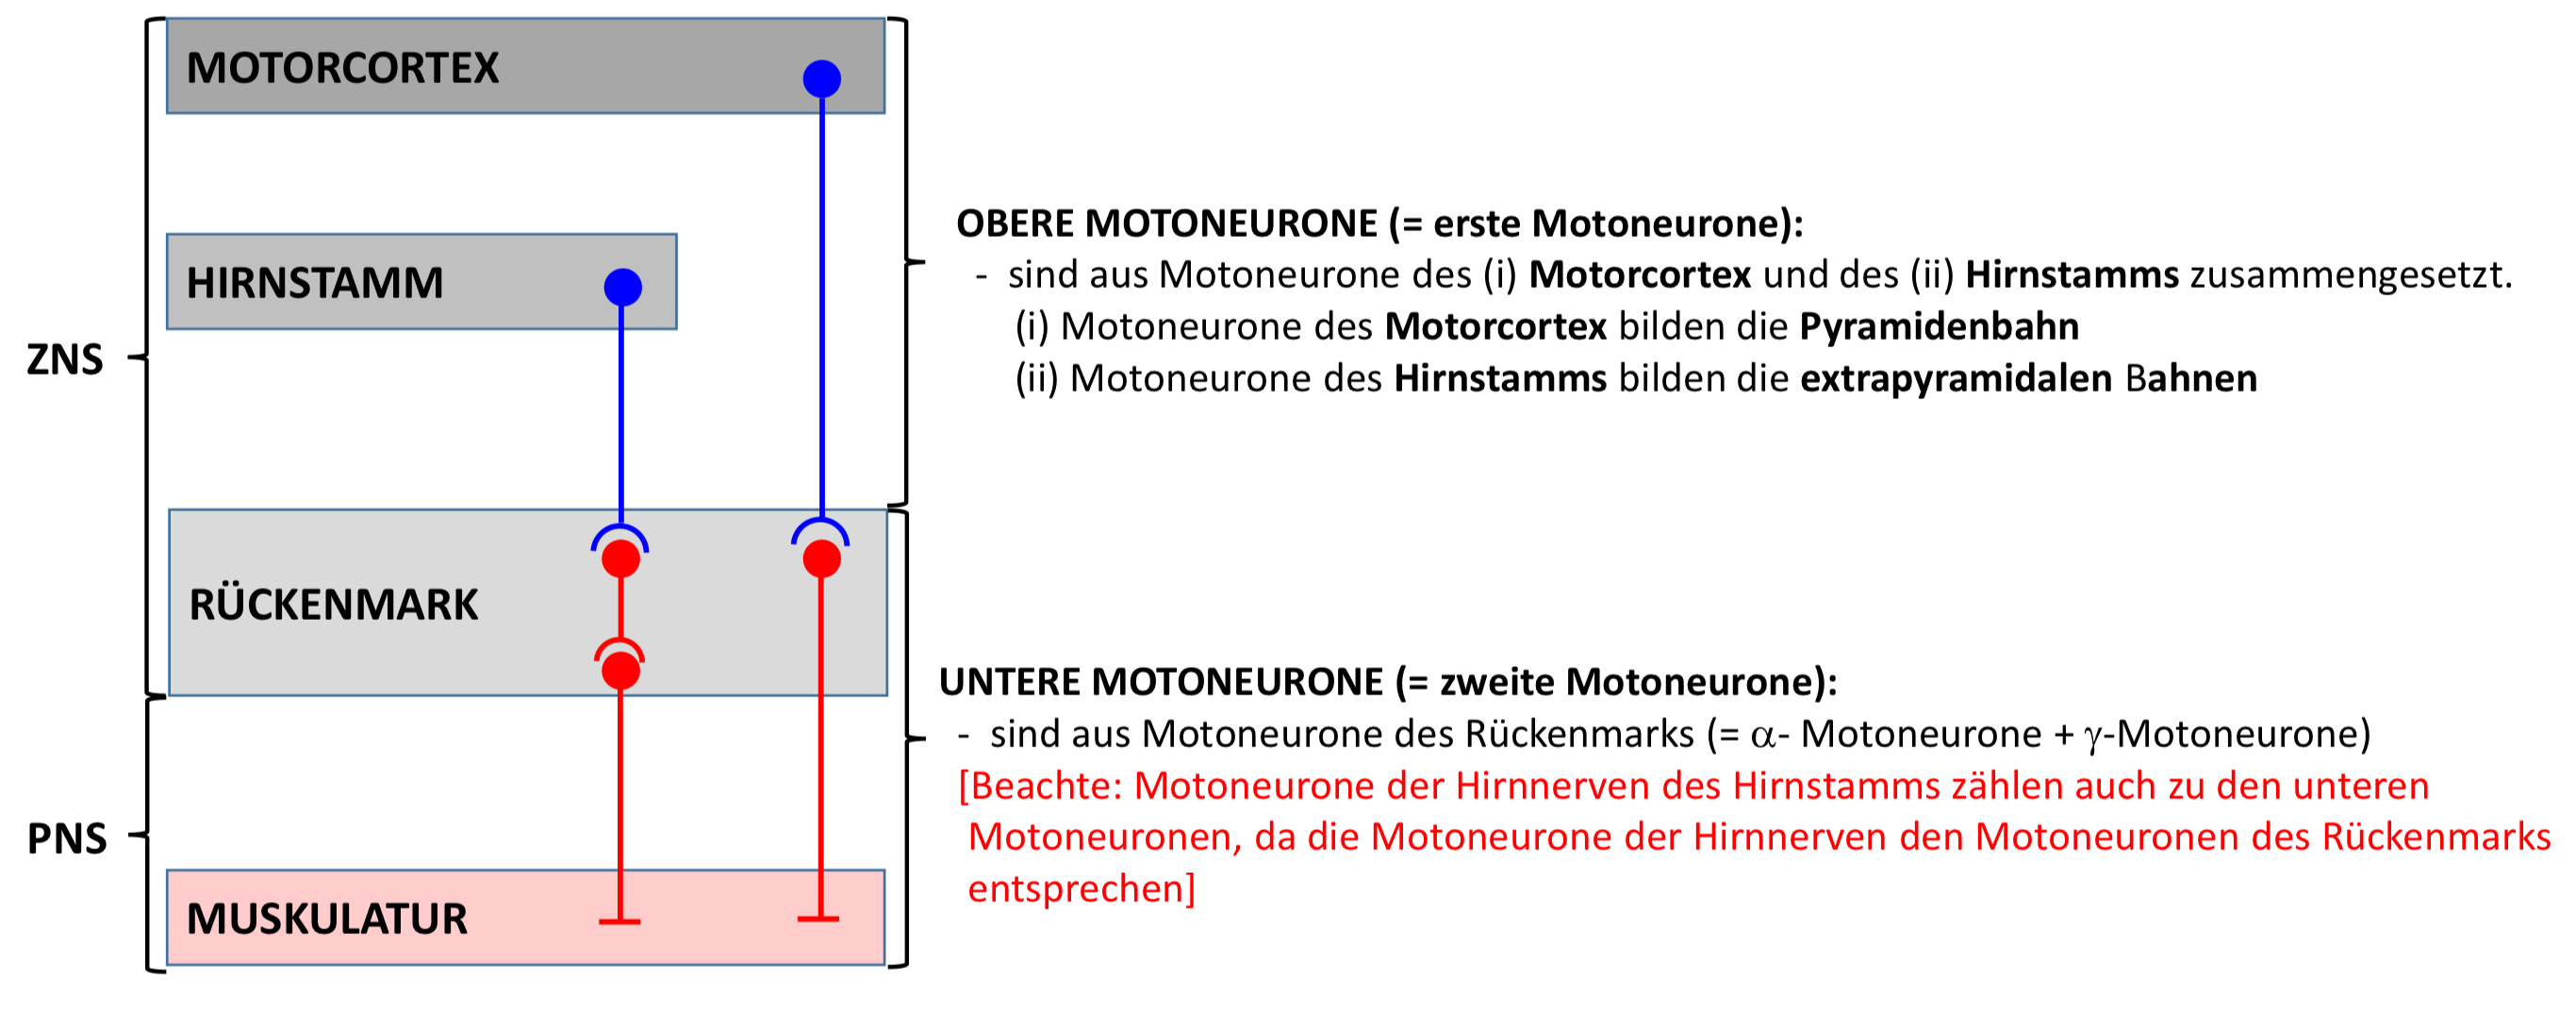 MOTORCORTEX
HIRNSTAMM
ZNS
RÜCKENMARK
PNS
MUSKULATUR
OBERE MOTONEURONE (= erste Motoneurone):
- sind aus Motoneurone des (i) Motorcortex und des (ii) Hirnstamms zusammengesetzt.
(i) Motoneurone des Motorcortex bilden die Pyramidenbahn
(ii) Motoneurone des Hirnstamms bilden die extrapyramidalen Bahnen
UNTERE MOTONEURONE (= zweite Motoneurone):
- sind aus Motoneurone des Rückenmarks (= α- Motoneurone + γ-Motoneurone)
[Beachte: Motoneurone der Hirnnerven des Hirnstamms zählen auch zu den unteren
Motoneuronen, da die Motoneurone der Hirnnerven den Motoneuronen des Rückenmarks
entsprechen]